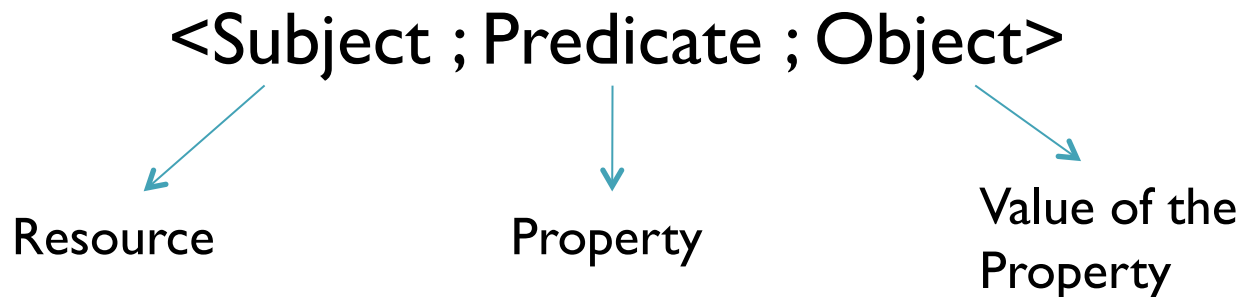 <Subject ; Predicate ; Object>
Resource
Property
Value of the
Property